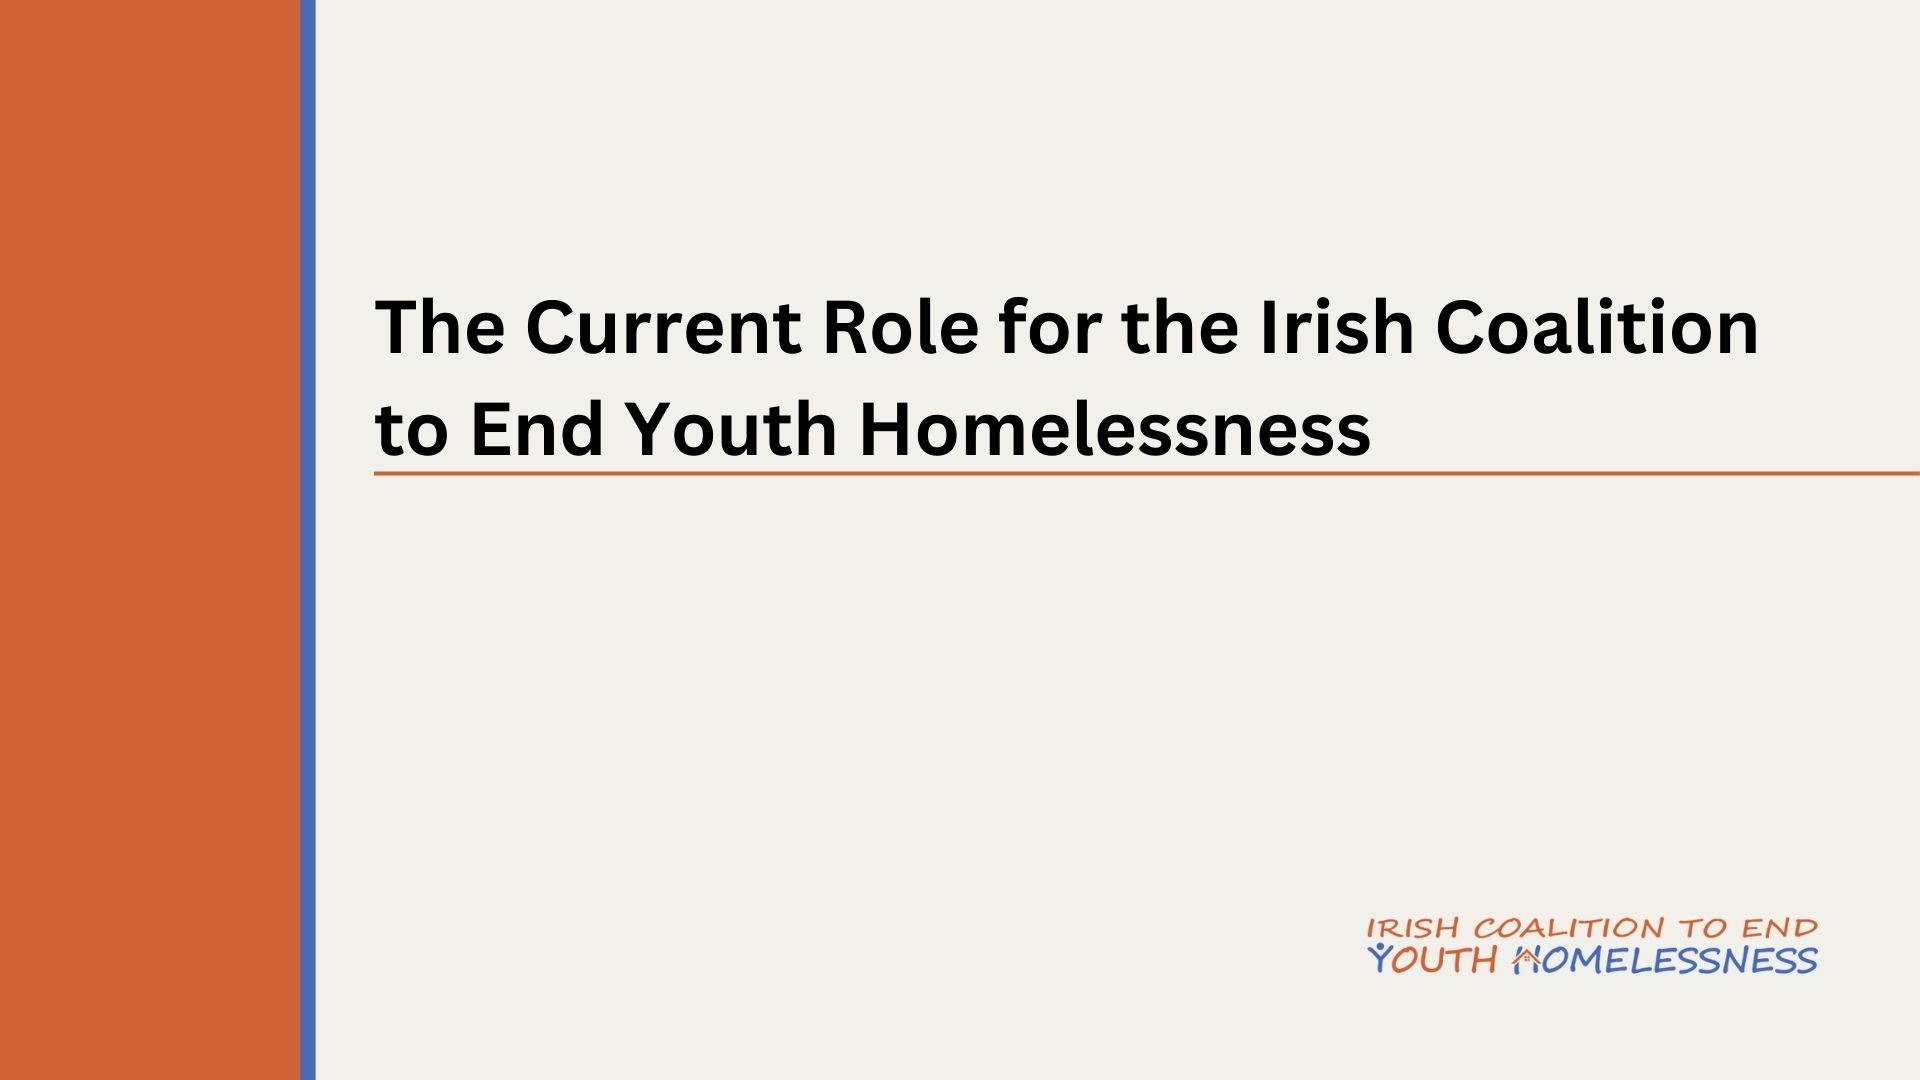 The Current Role for the Irish Coalition
to End Youth Homelessness
IRISH COALITION TO END
YOUTH HOMELESSNESS